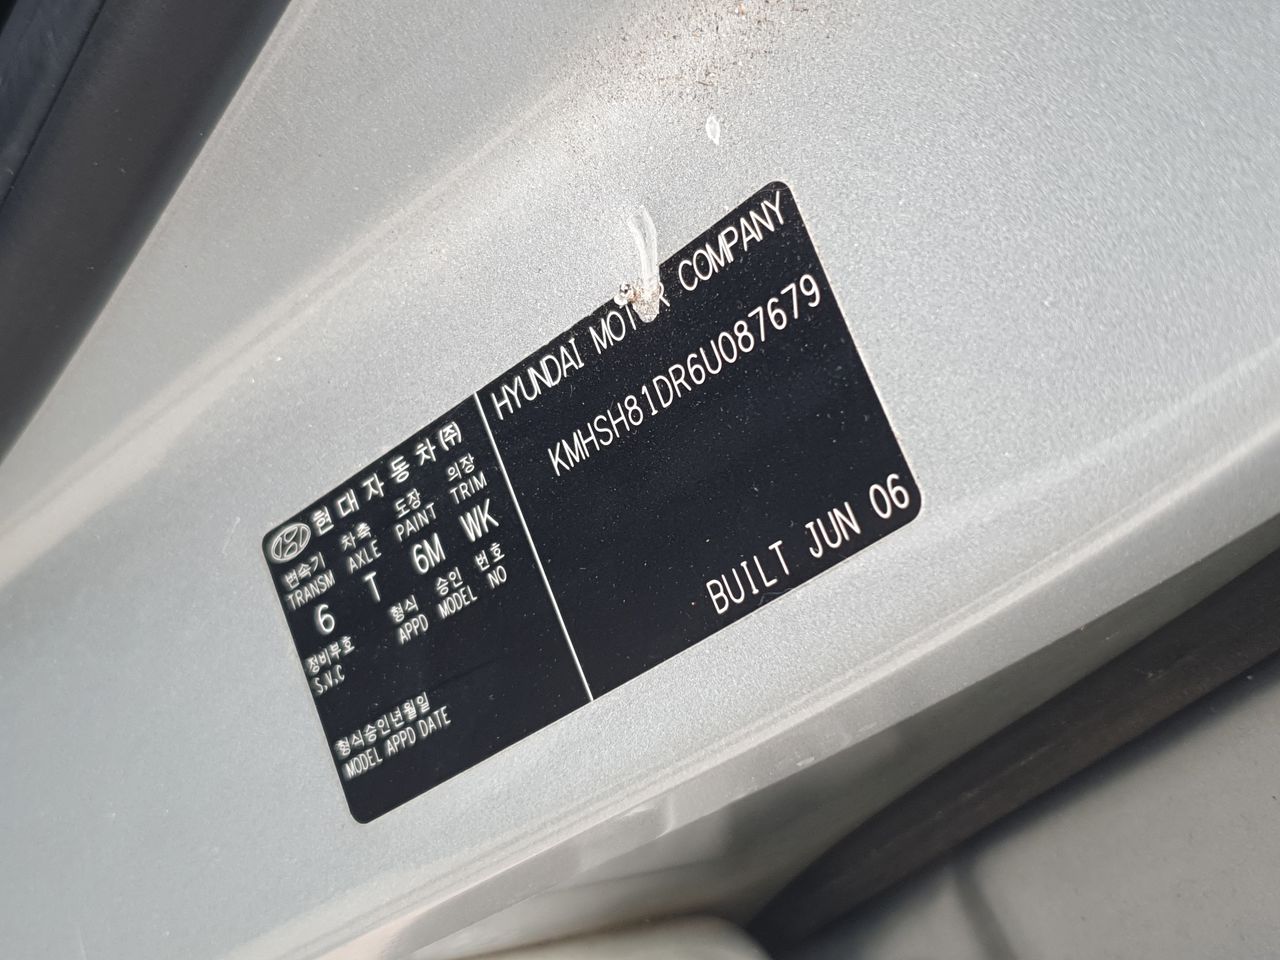 현대자동차(주)
변속기 차축 도장 의장
TRANSM AXLE PAINT TRIM
6 T 6M WK
정비부호 형식 승인 번호
S.V.C APPD MODEL NO
형식승인년월일
MODEL APPD DATE
HYUNDAI MOTOR COMPANY
KMHSH81DR6U087679
BUILT JUN 06